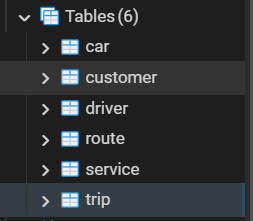 Tables (6)
car
customer
driver
route
service
trip